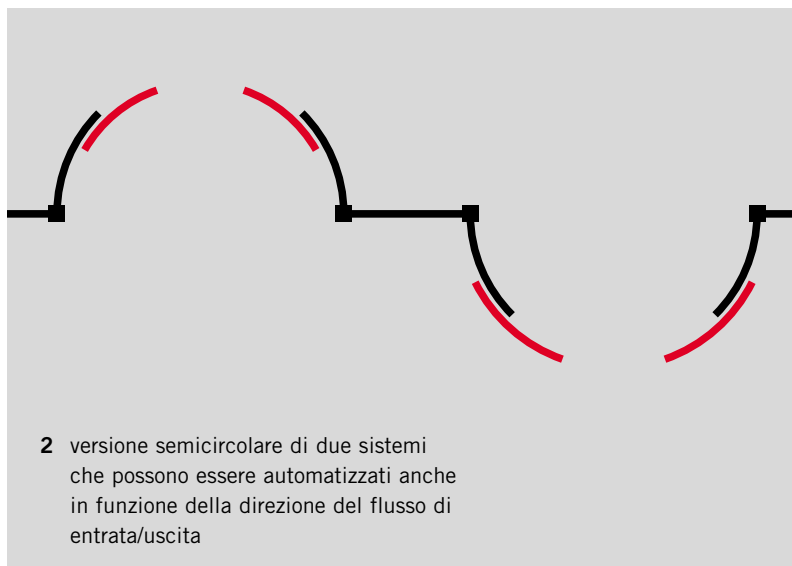 2 versione semicircolare di due sistemi
che possono essere automatizzati anche
in funzione della direzione del flusso di
entrata/uscita